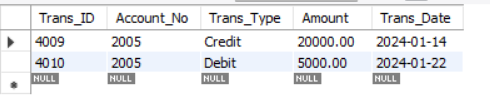 Trans_ID Account_No Trans_Type Amount Trans_Date
4009 2005 Credit 20000.00 2024-01-14
4010 2005 Debit 5000.00 2024-01-22
NULL NULL NULL NULL NULL